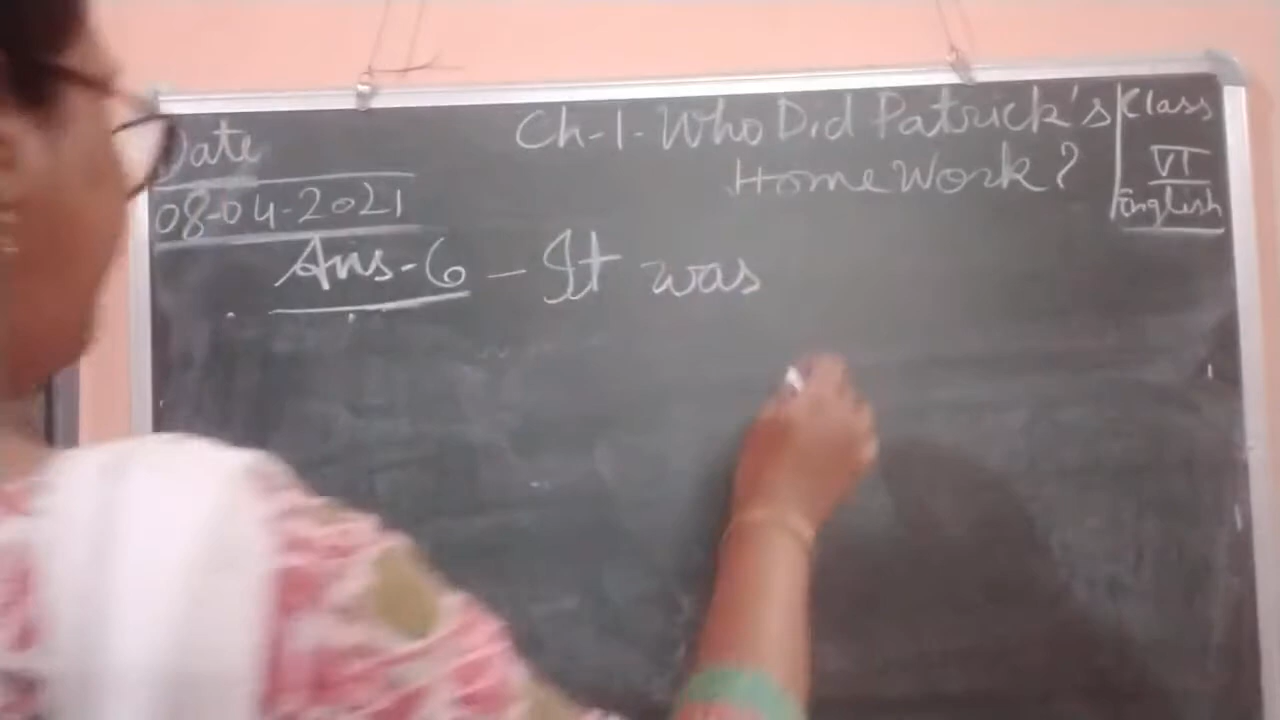 Date
08-04-2021
Ch-1-Who Did Patrick's
Home Work?
Class
VI
English
Ans-6 - It was